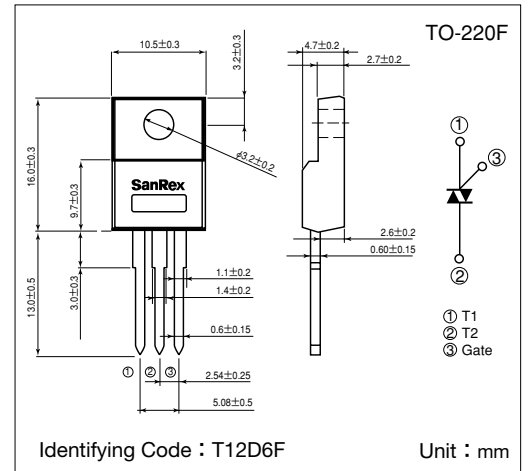 TO-220F
10.5±0.3
4.7±0.2
2.7±0.2
3.2±0.3
φ3.2±0.2
16.0±0.3
9.7±0.3
SanRex
①
③
②
2.6±0.2
0.60±0.15
13.0±0.5
3.0±0.3
1.1±0.2
1.4±0.2
0.6±0.15
① ② ③
2.54±0.25
5.08±0.5
① T1
② T2
③ Gate
Identifying Code：T12D6F
Unit：mm